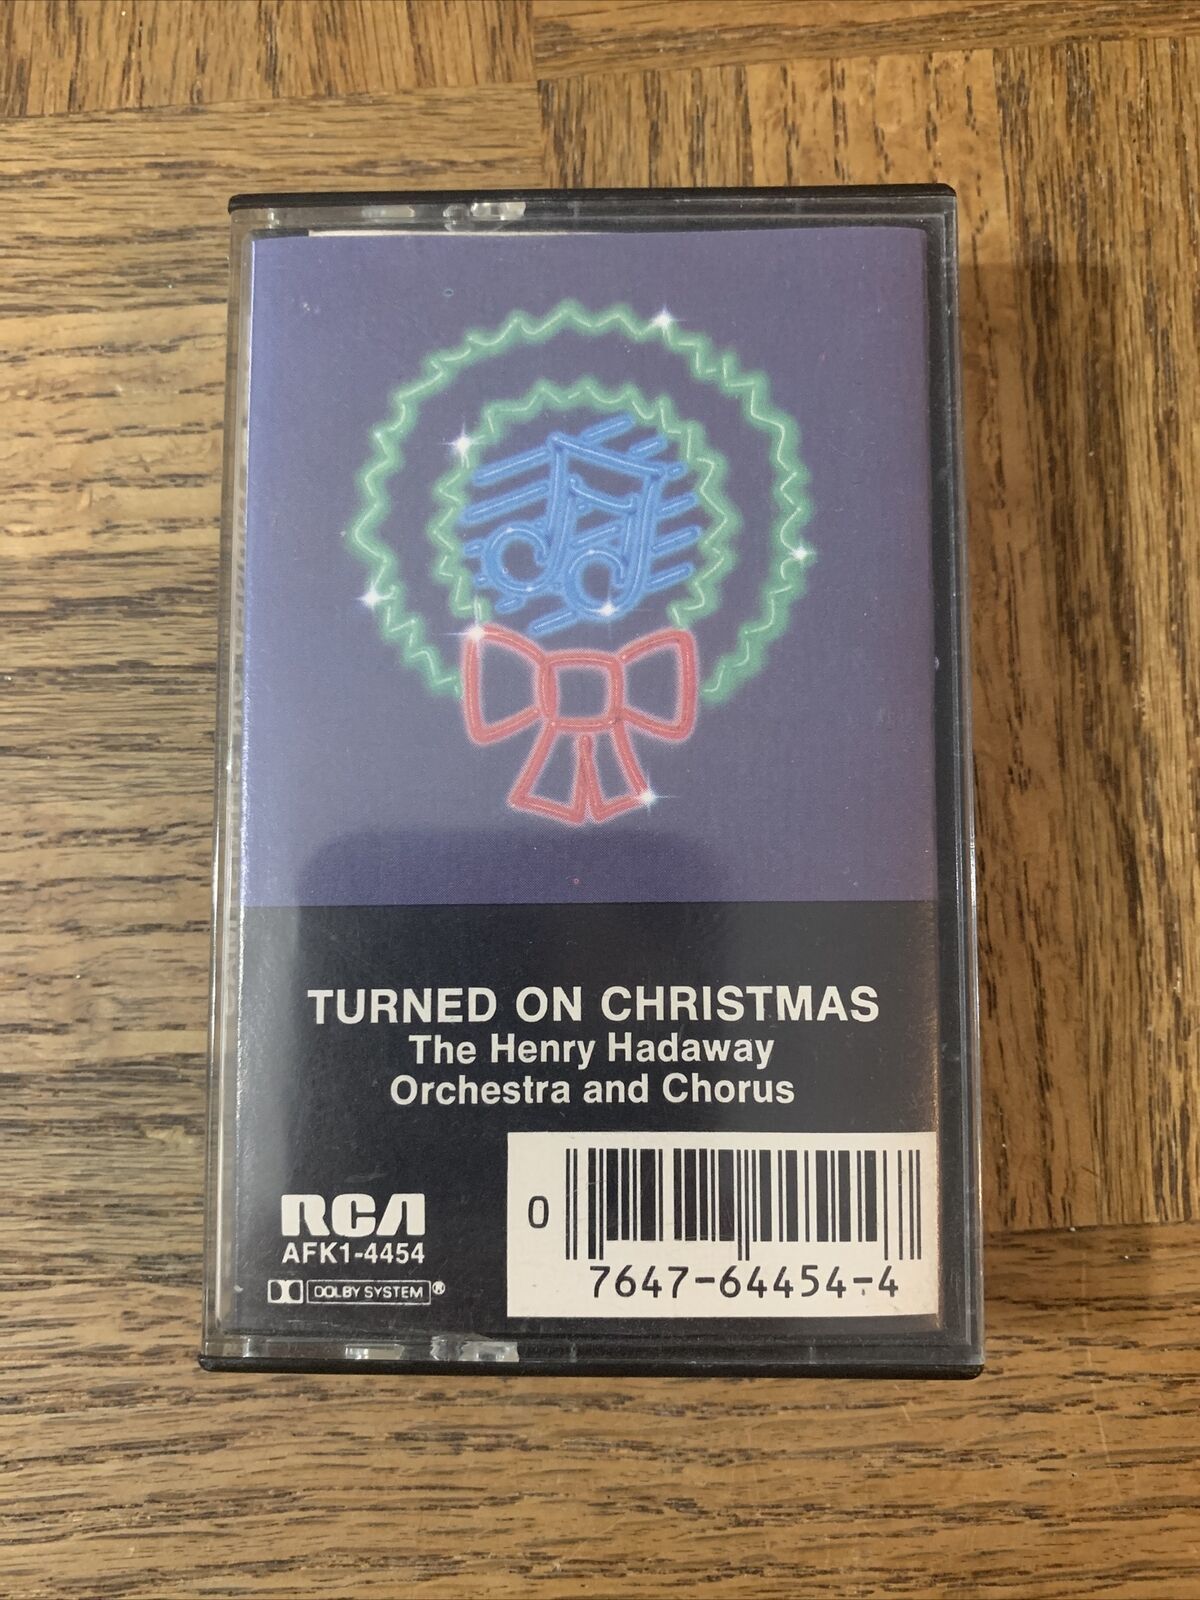 TURNED ON CHRISTMAS
The Henry Hadaway
Orchestra and Chorus
RCA
AFK1-4454
DOLBY SYSTEM®
0
7647-64454-4